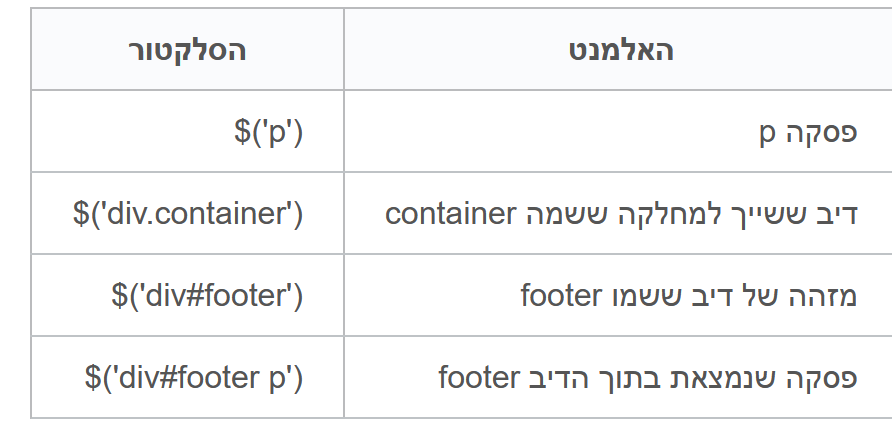 האלמנט הסלקטור
פסקה p $('p')
דיב ששייך למחלקה ששמה container $('div.container')
מזהה של דיב ששמו footer $('div#footer')
פסקה שנמצאת בתוך הדיב footer $('div#footer p')